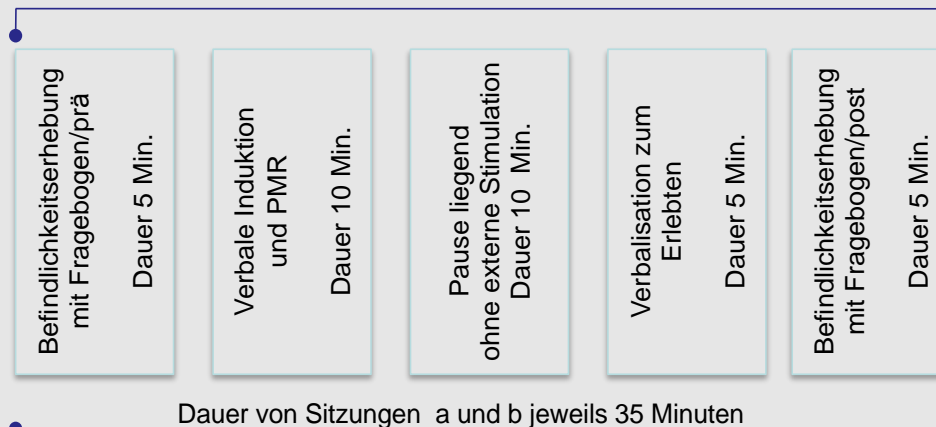 Befindlichkeitserhebung
mit Fragebogen/prä
Dauer 5 Min.
Verbale Induktion
und PMR
Dauer 10 Min.
Pause liegend
ohne externe Stimulation
Dauer 10 Min.
Verbalisation zum
Erlebten
Dauer 5 Min.
Befindlichkeitserhebung
mit Fragebogen/post
Dauer 5 Min.
Dauer von Sitzungen a und b jeweils 35 Minuten